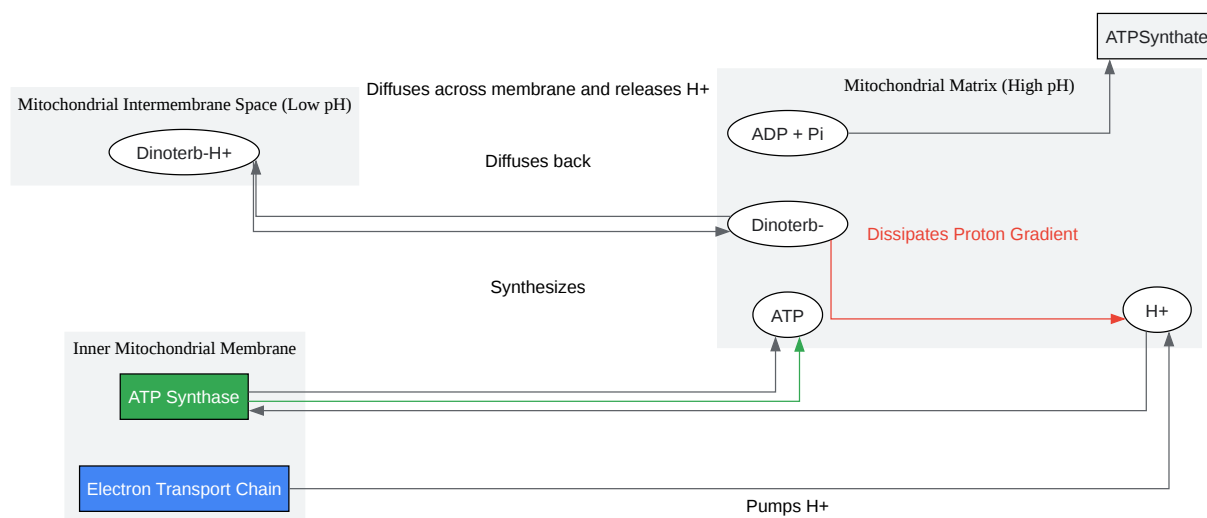 ATPSynthate
Diffuses across membrane and releases H+
Mitochondrial Matrix (High pH)
Mitochondrial Intermembrane Space (Low pH)
ADP + Pi
Dinoterb-H+
Diffuses back
Dinoterb-
Dissipates Proton Gradient
Synthesizes
ATP
H+
Inner Mitochondrial Membrane
ATP Synthase
Electron Transport Chain
Pumps H+